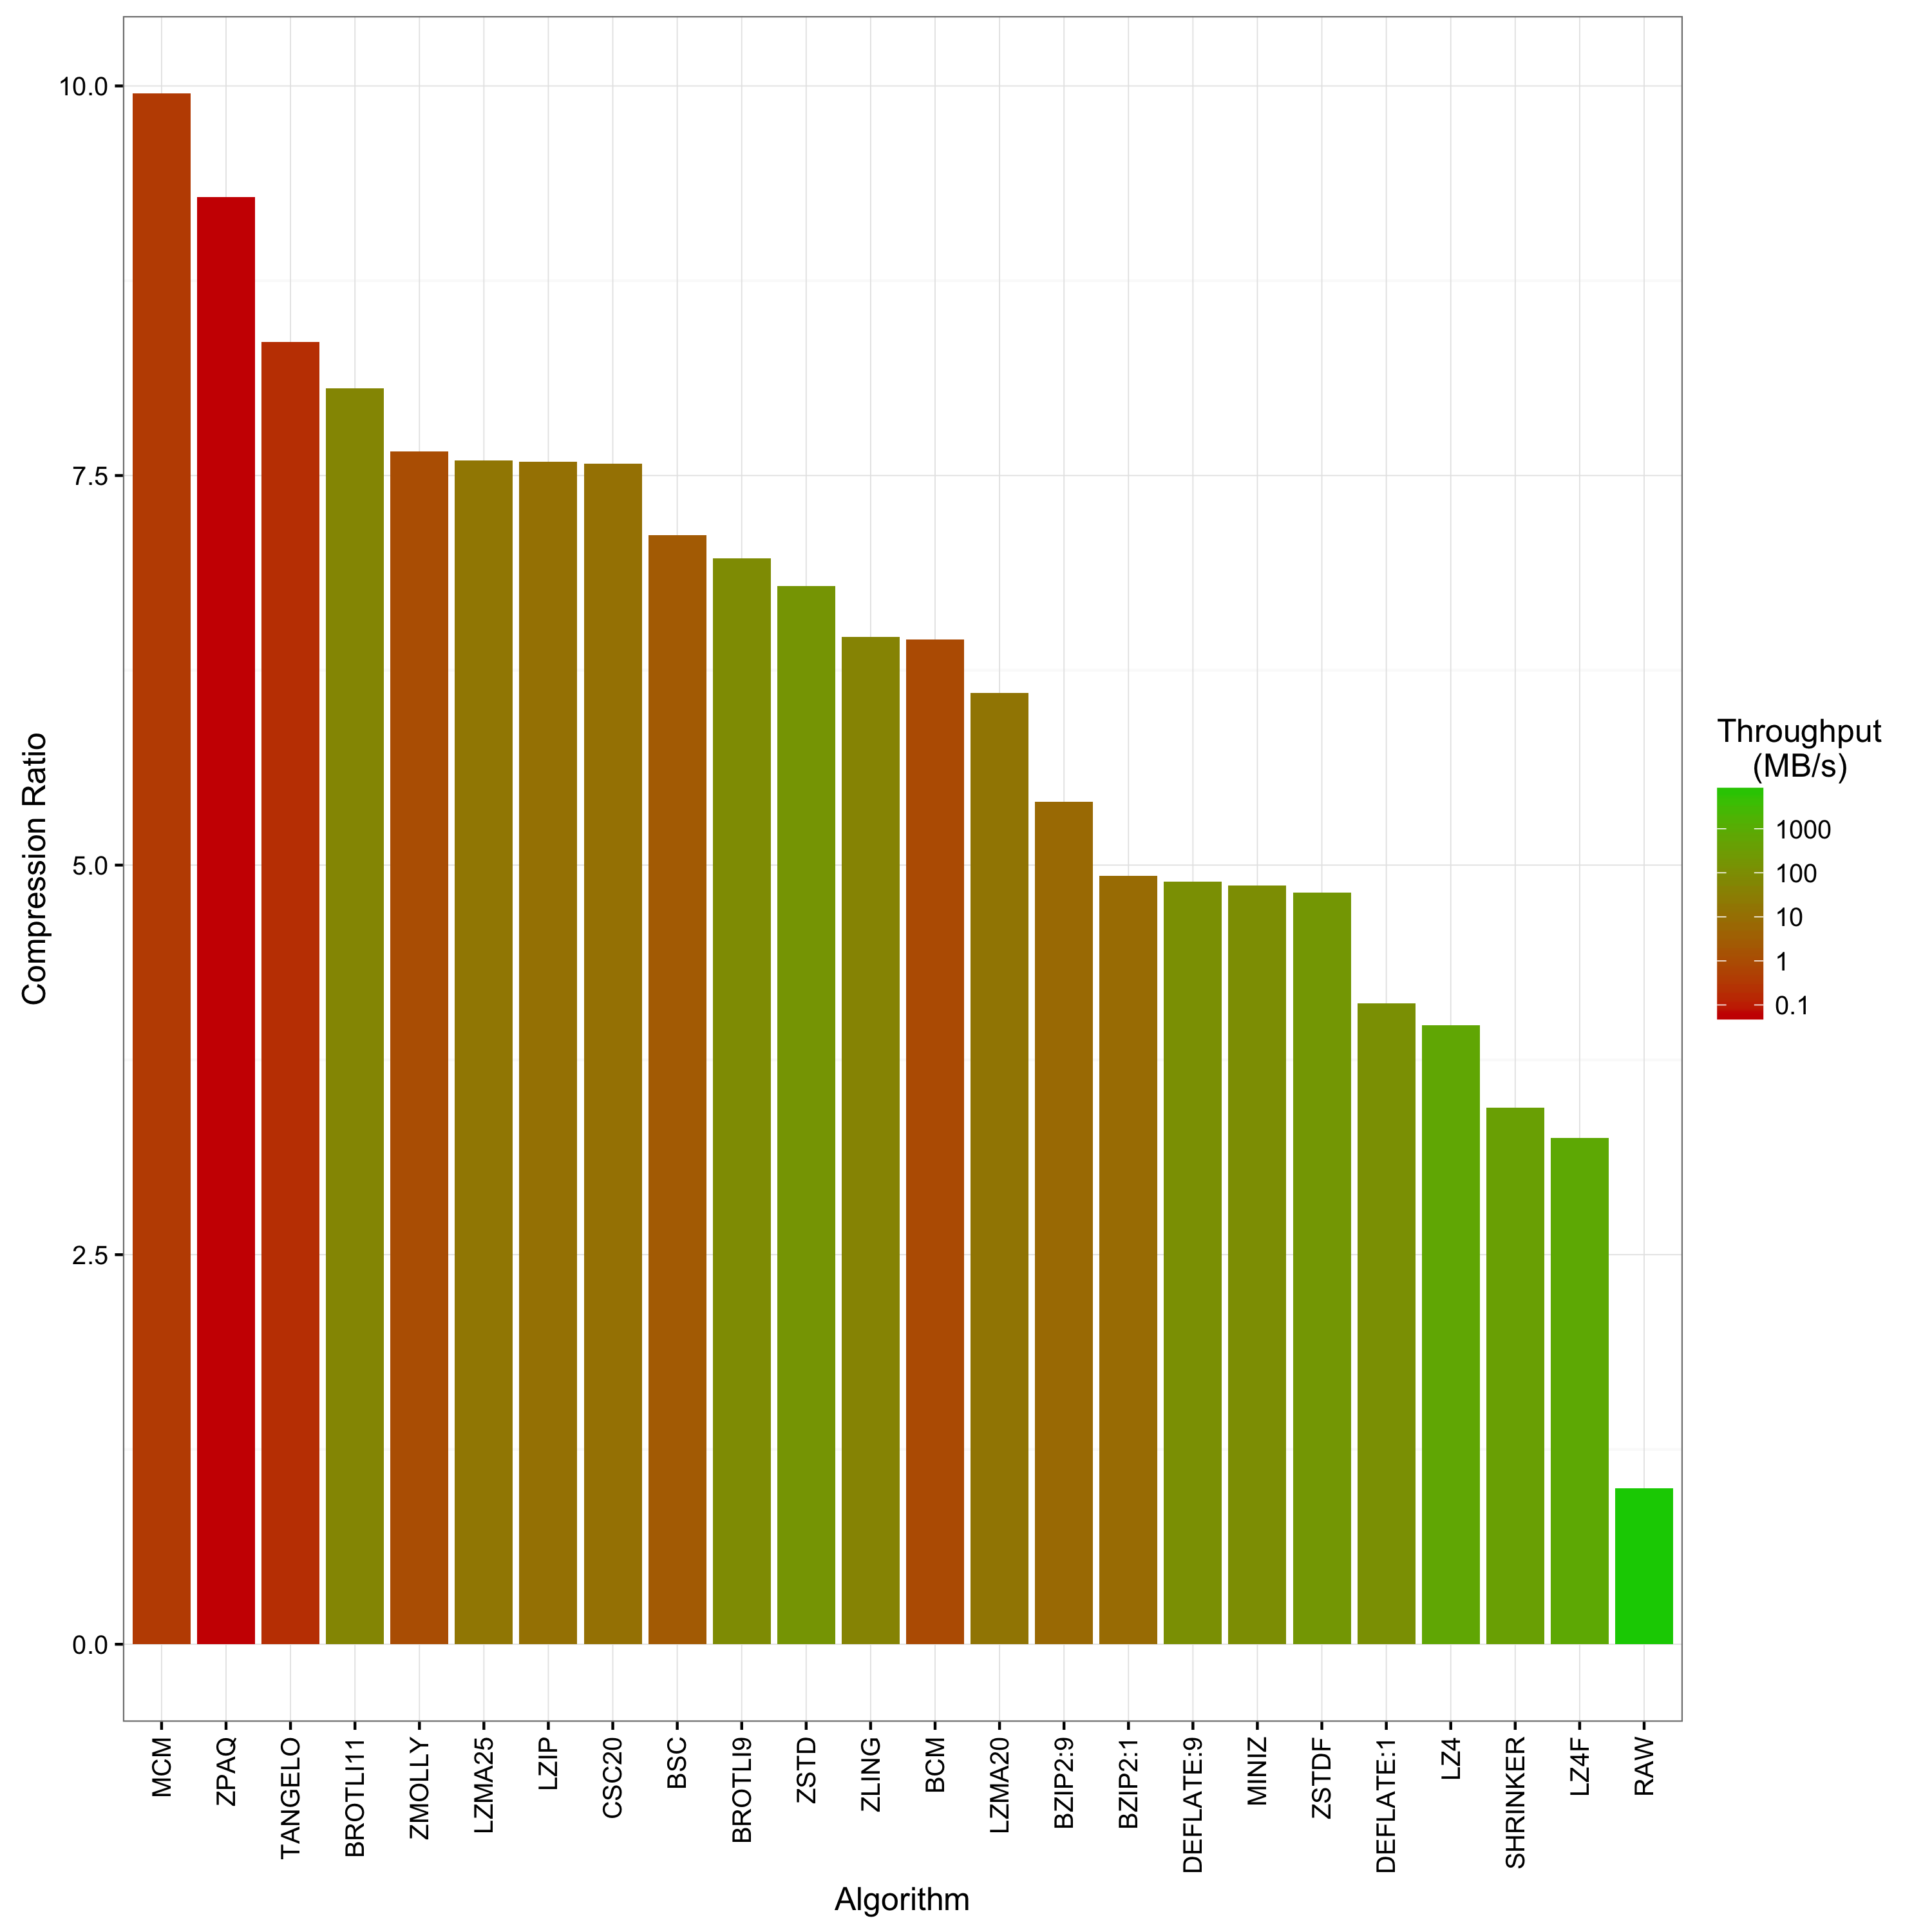 10.0
7.5
5.0
2.5
0.0
Compression Ratio
MCM
ZPAQ
TANGELO
BROTLI11
ZMOLLY
LZMA25
LZIP
CSC20
BSC
BROTLI9
ZSTD
ZLING
BCM
LZMA20
BZIP2:9
BZIP2:1
DEFLATE:9
MINIZ
ZSTDF
DEFLATE:1
LZ4
SHRINKER
LZ4F
RAW
Algorithm
Throughput
(MB/s)
1000
100
10
1
0.1